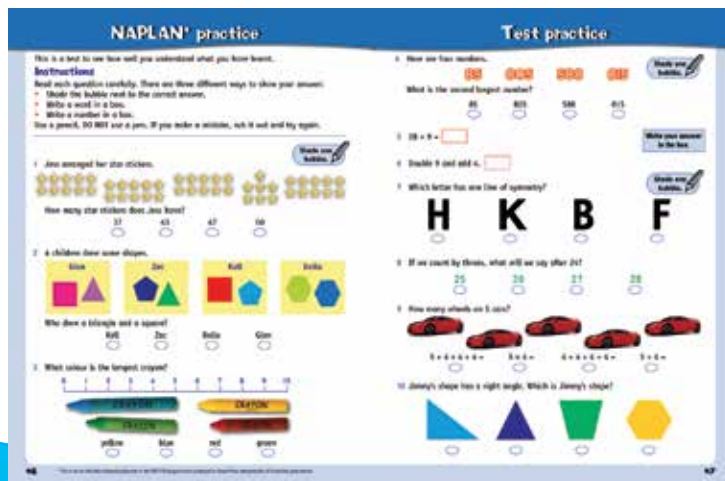 NAPLAN* practice
This is a test to see how well you understand what you have learnt.
Instructions
Read each question carefully. There are three different ways to show your answer:
• Shade the bubble next to the correct answer.
• Write a word in a box.
• Write a number in a box.
Use a pencil. DO NOT use a pen. If you make a mistake, rub it out and try again.
Shade one bubble.
1 Jess arranged her star stickers.
How many star stickers does Jess have?
2 4 children drew some shapes.
Glen Zac Kell Bella
Who drew a triangle and a square?
Kell Zac Bella Glen
3 What colour is the longest crayon?
0 1 2 3 4 5 6 7 8 9 10
CRAYON CRAYON
CRAYON CRAYON
yellow blue red green
46
Test practice
4 Here are four numbers.
Shade one bubble.
What is the second largest number?
Write your answer in the box.
6 Double 9 and add 4.
7 Which letter has one line of symmetry?
Shade one bubble.
H K B F
8 If we count by threes, what will we say after 24?
25 26 27 28
9 How many wheels on 5 cars?
10 Jimmy's shape has a right angle. Which is Jimmy's shape?
47